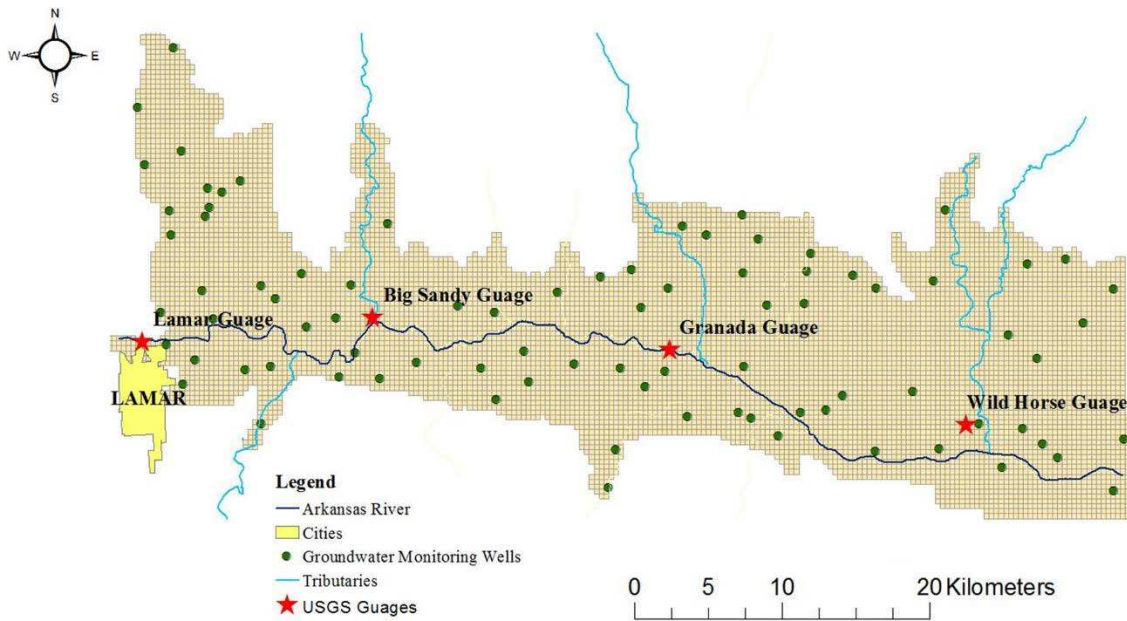 N
W E
S
Big Sandy Guage
Lamar Guage
Granada Guage
LAMAR
Wild Horse Guage
Legend
Arkansas River
Cities
Groundwater Monitoring Wells
Tributaries
USGS Guages
0 5 10 20 Kilometers